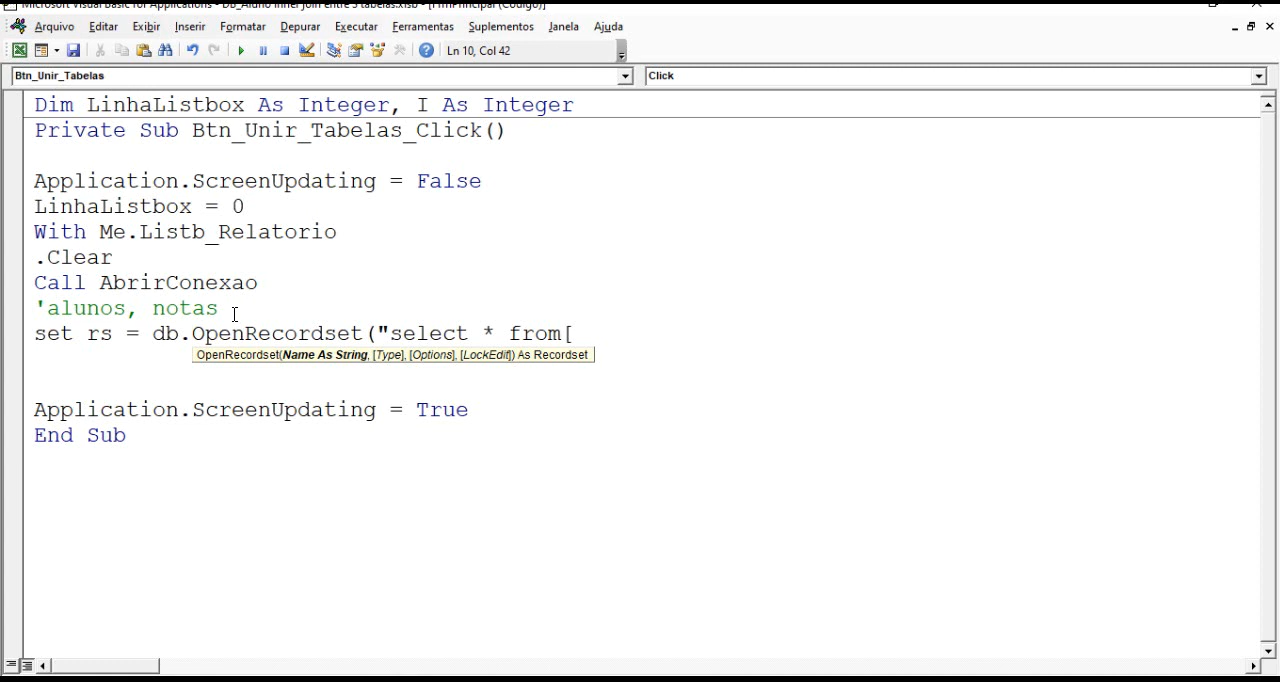 Microsoft Visual Basic for Applications - DB_Aluno Inner Join entre 3 tabelas.xlsb - [FrmPrincipal (Código)]
Arquivo Editar Exibir Inserir Formatar Depurar Executar Ferramentas Suplementos Janela Ajuda
Ln 10, Col 42
Btn_Unir_Tabelas Click
Dim LinhaListbox As Integer, I As Integer
Private Sub Btn_Unir_Tabelas_Click()
Application.ScreenUpdating = False
LinhaListbox = 0
With Me.Listb_Relatorio
.Clear
Call AbrirConexao
'alunos, notas
set rs = db.OpenRecordset("select * from[
OpenRecordset(Name As String, [Type], [Options], [LockEdit]) As Recordset
Application.ScreenUpdating = True
End Sub